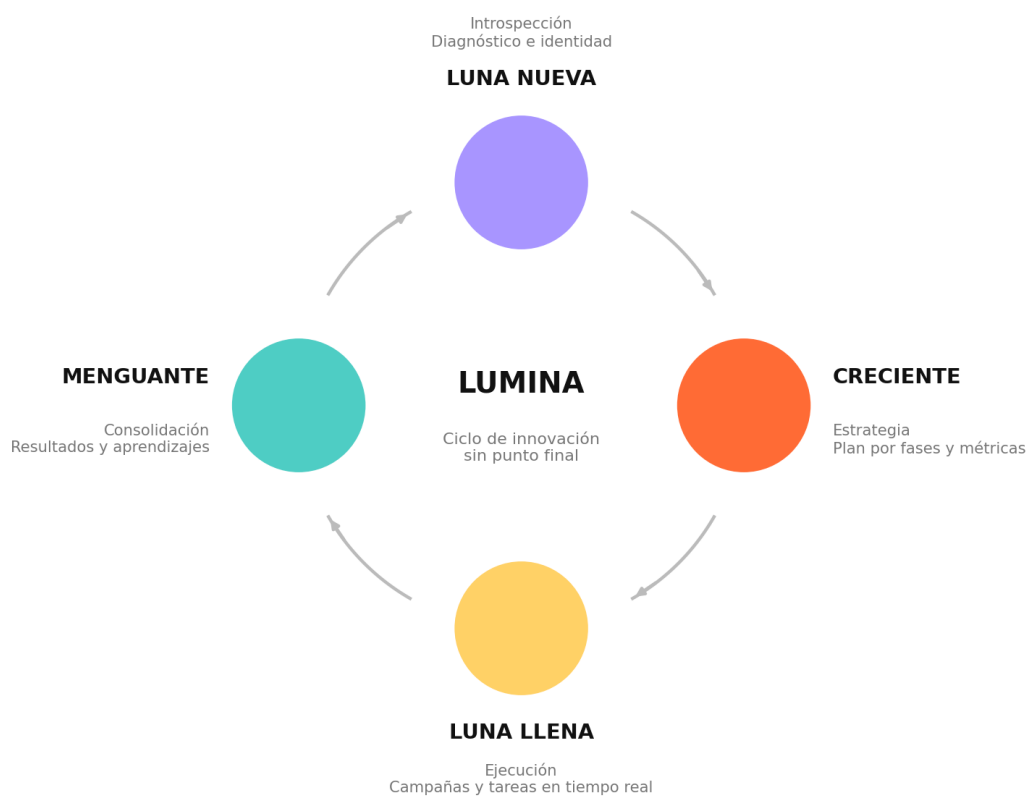 Introspección
Diagnóstico e identidad
LUNA NUEVA
MENGUANTE
Consolidación
Resultados y aprendizajes
LUMINA
Ciclo de innovación
sin punto final
CRECIENTE
Estrategia
Plan por fases y métricas
LUNA LLENA
Ejecución
Campañas y tareas en tiempo real